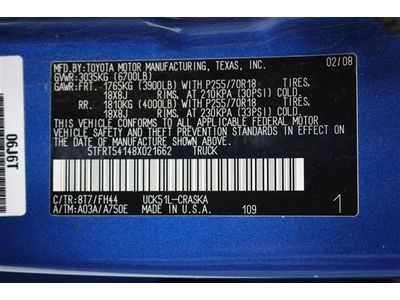 MFD.BY:TOYOTA MOTOR MANUFACTURING, TEXAS, INC. 02/08
GVWR: 3035KG (6700LB)
GAWR:FRT. 1765KG (3900LB) WITH P255/70R18 TIRES,
18X8J RIMS, AT 210KPA (30PSI) COLD
RR. 1810KG (4000LB) WITH P255/70R18 TIRES,
18X8J RIMS, AT 230KPA (33PSI) COLD
THIS VEHICLE CONFORMS TO ALL APPLICABLE FEDERAL MOTOR
VEHICLE SAFETY AND THEFT PREVENTION STANDARDS IN EFFECT
ON THE DATE OF MANUFACTURE SHOWN ABOVE.
5TFRT54148X021662 TRUCK
C/TR:8T7/FH44 UCK51L-CRASKA
A/TM:A03A/A750E MADE IN U.S.A. 109 1